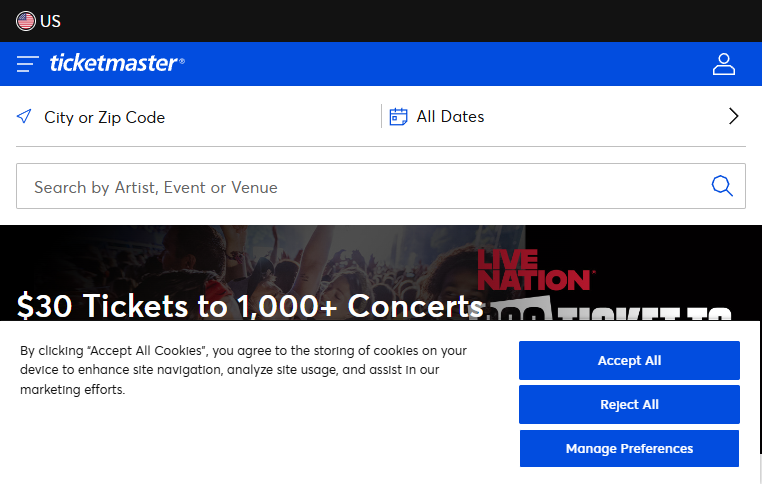 US
ticketmaster®
City or Zip Code
All Dates
Search by Artist, Event or Venue
LIVE
NATION®
$30 Tickets to 1,000+ Concerts
TICKET TO
By clicking “Accept All Cookies”, you agree to the storing of cookies on your
device to enhance site navigation, analyze site usage, and assist in our
marketing efforts.
Accept All
Reject All
Manage Preferences